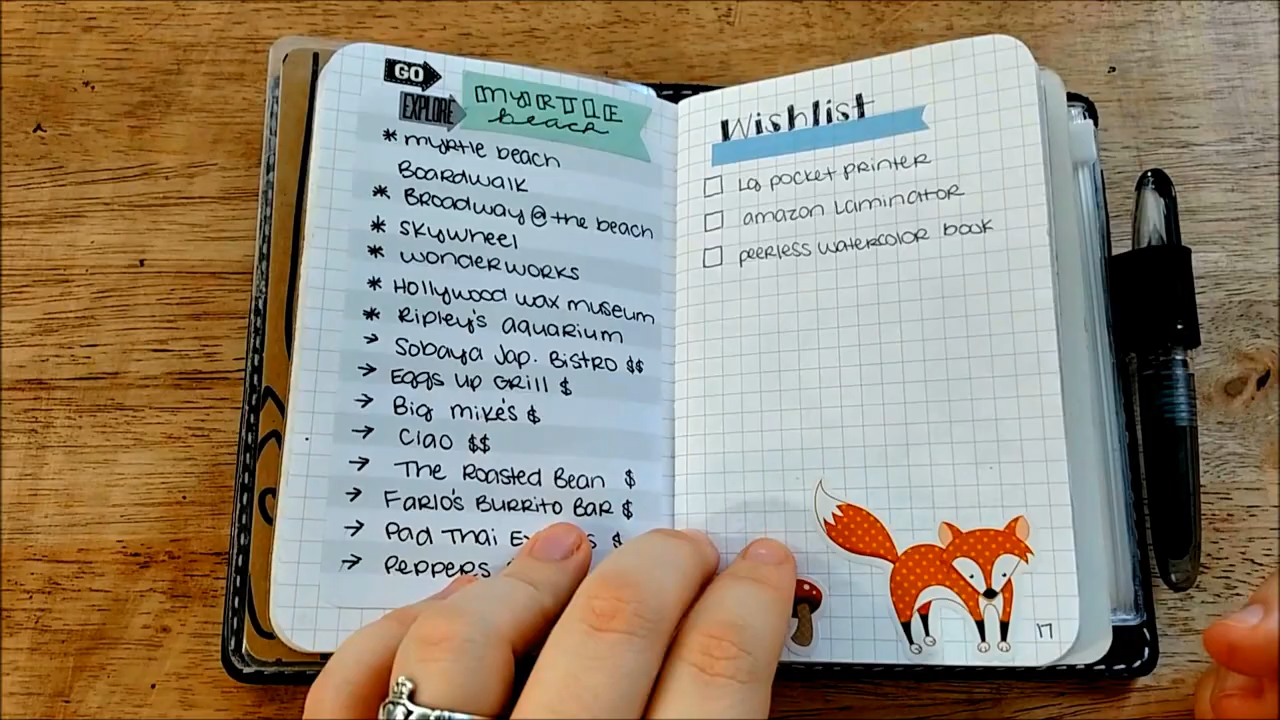 GO
EXPLORE
MYRTLE
beach
* myrtle beach
Boardwalk
* Broadway @ the beach
* skywheel
* wonderworks
* Hollywood wax museum
* Ripley's aquarium
→ Sobaya Jap. Bistro $$
→ Eggs up Grill $
→ Big mike's $
→ Ciao $$
→ The Roasted Bean $
→ Farlo's Burrito Bar $
→ Pad Thai $
→ Peppers
Wishlist
LG pocket printer
amazon Laminator
peerless watercolor book
17